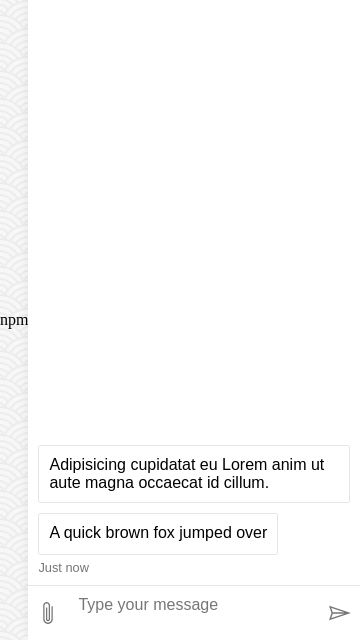 npm
Adipisicing cupidatat eu Lorem anim ut
aute magna occaecat id cillum.
A quick brown fox jumped over
Just now
Type your message